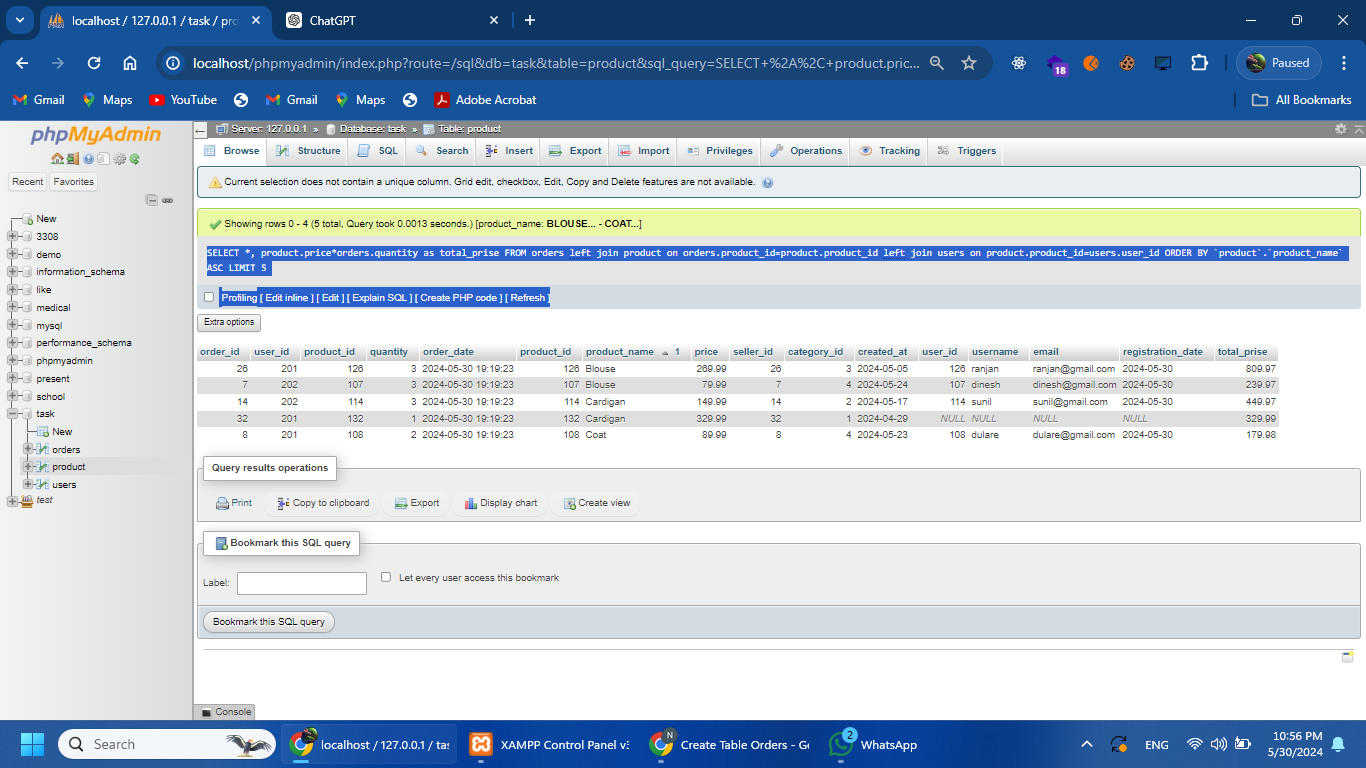 localhost / 127.0.0.1 / task / pro
ChatGPT
localhost/phpmyadmin/index.php?route=/sql&db=task&table=product&sql_query=SELECT+%2A%2C+product.pric...
18
Paused
Gmail
Maps
YouTube
Gmail
Maps
Adobe Acrobat
All Bookmarks
phpMyAdmin
Recent
Favorites
New
3308
demo
information_schema
like
medical
mysql
performance_schema
phpmyadmin
present
school
task
New
orders
product
users
test
Server: 127.0.0.1 » Database: task » Table: product
Browse Structure SQL Search Insert Export Import Privileges Operations Tracking Triggers
Current selection does not contain a unique column. Grid edit, checkbox, Edit, Copy and Delete features are not available.
Showing rows 0 - 4 (5 total, Query took 0.0013 seconds.) [product_name: BLOUSE... - COAT...]
SELECT *, product.price*orders.quantity as total_prise FROM orders left join product on orders.product_id=product.product_id left join users on product.product_id=users.user_id ORDER BY `product`.`product_name`
ASC LIMIT 5
Profiling [ Edit inline ] [ Edit ] [ Explain SQL ] [ Create PHP code ] [ Refresh ]
Extra options
order_id user_id product_id quantity order_date product_id product_name 1 price seller_id category_id created_at user_id username email registration_date total_prise
26 201 126 3 2024-05-30 19:19:23 126 Blouse 269.99 26 3 2024-05-05 126 ranjan ranjan@gmail.com 2024-05-30 809.97
7 202 107 3 2024-05-30 19:19:23 107 Blouse 79.99 7 4 2024-05-24 107 dinesh dinesh@gmail.com 2024-05-30 239.97
14 202 114 3 2024-05-30 19:19:23 114 Cardigan 149.99 14 2 2024-05-17 114 sunil sunil@gmail.com 2024-05-30 449.97
32 201 132 1 2024-05-30 19:19:23 132 Cardigan 329.99 32 1 2024-04-29 NULL NULL NULL NULL 329.99
8 201 108 2 2024-05-30 19:19:23 108 Coat 89.99 8 4 2024-05-23 108 dulare dulare@gmail.com 2024-05-30 179.98
Query results operations
Print Copy to clipboard Export Display chart Create view
Bookmark this SQL query
Label: Let every user access this bookmark
Bookmark this SQL query
Console
Search
localhost / 127.0.0.1 / tas
XAMPP Control Panel v3
N
Create Table Orders - Go
2
WhatsApp
ENG
10:56 PM
5/30/2024